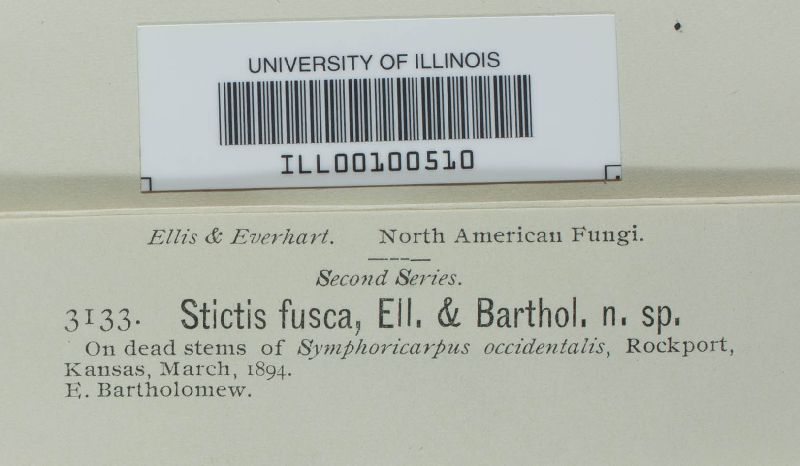 UNIVERSITY OF ILLINOIS
ILL00100510
Ellis & Everhart. North American Fungi.
Second Series.
3133. Stictis fusca, Ell. & Barthol. n. sp.
On dead stems of Symphoricarpus occidentalis, Rockport,
Kansas, March, 1894.
E. Bartholomew.